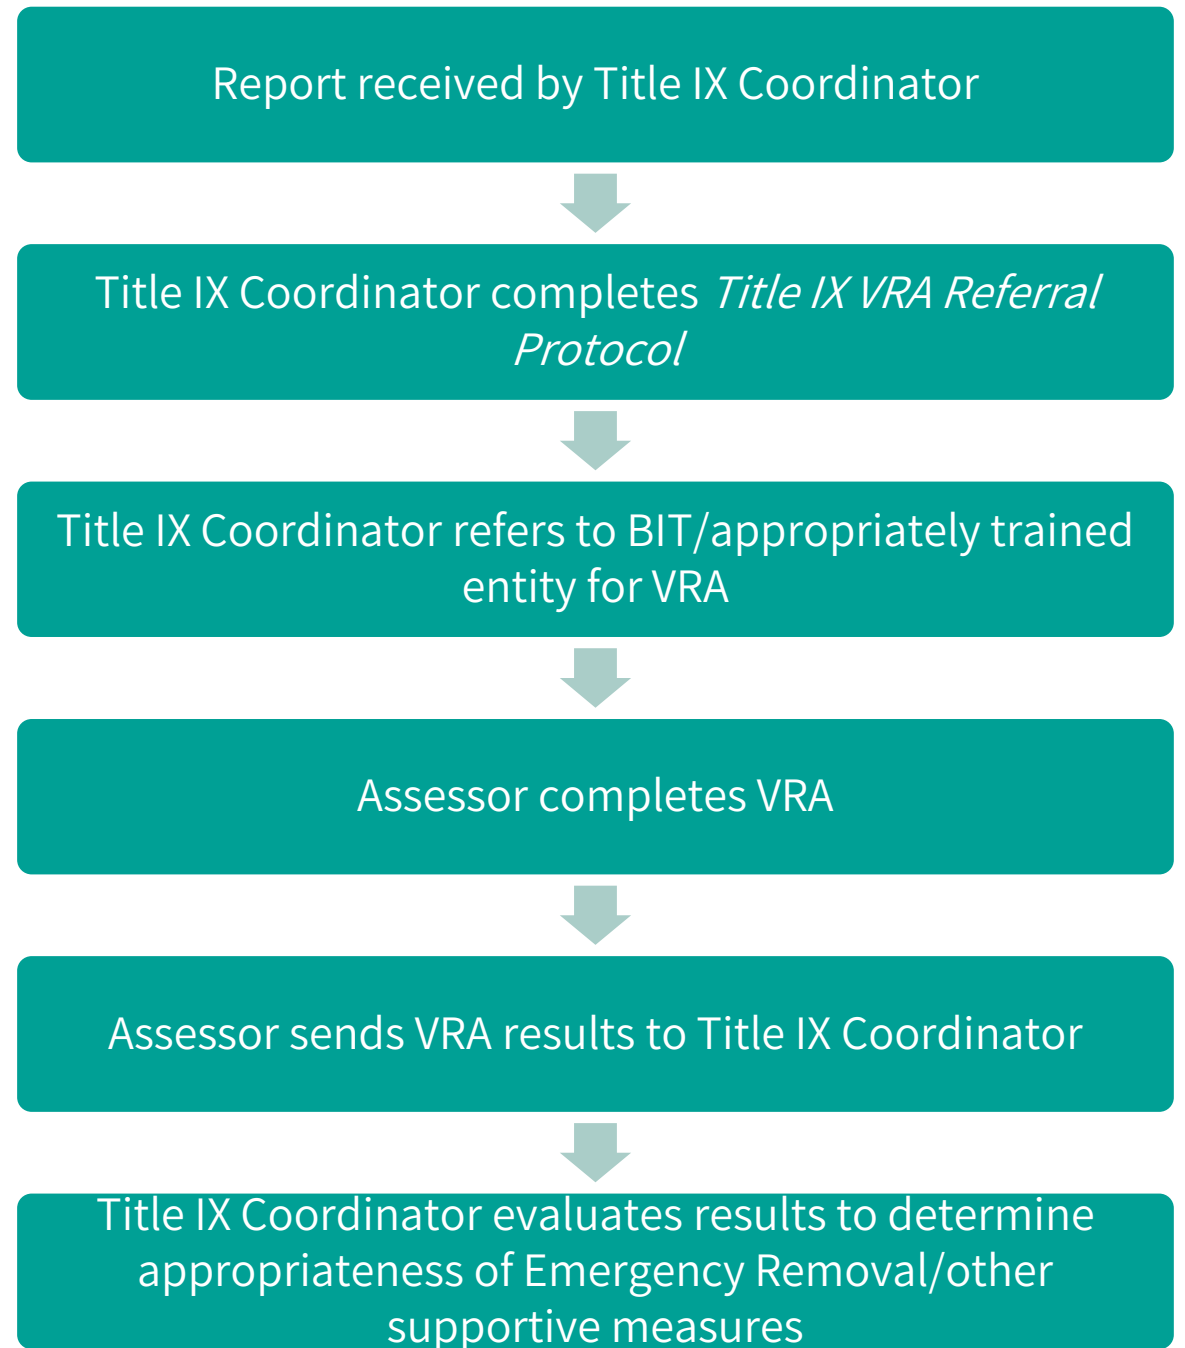 Report received by Title IX Coordinator
Title IX Coordinator completes Title IX VRA Referral
Protocol
Title IX Coordinator refers to BIT/appropriately trained
entity for VRA
Assessor completes VRA
Assessor sends VRA results to Title IX Coordinator
Title IX Coordinator evaluates results to determine
appropriateness of Emergency Removal/other
supportive measures